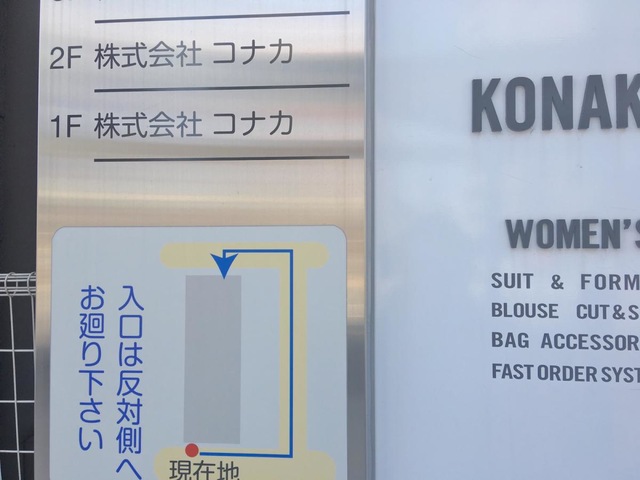 2F 株式会社 コナカ
1F 株式会社 コナカ
入口は反対側へ
お廻り下さい
現在地
KONAK
WOMEN'S
SUIT & FORM
BLOUSE CUT&S
BAG ACCESSOR
FAST ORDER SYST